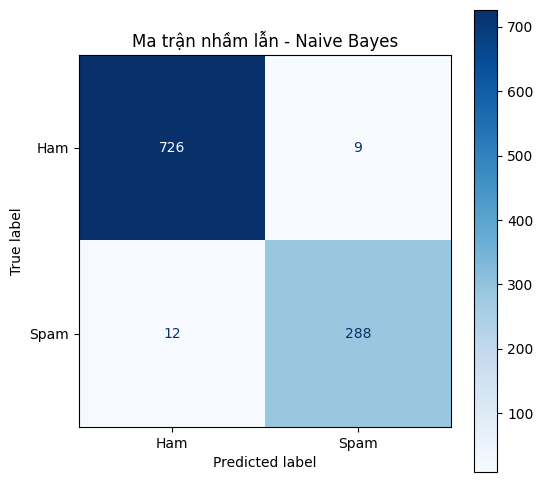 Ma trận nhầm lẫn - Naive Bayes
True label
Ham
726
9
Spam
12
288
Ham
Spam
Predicted label
700
600
500
400
300
200
100